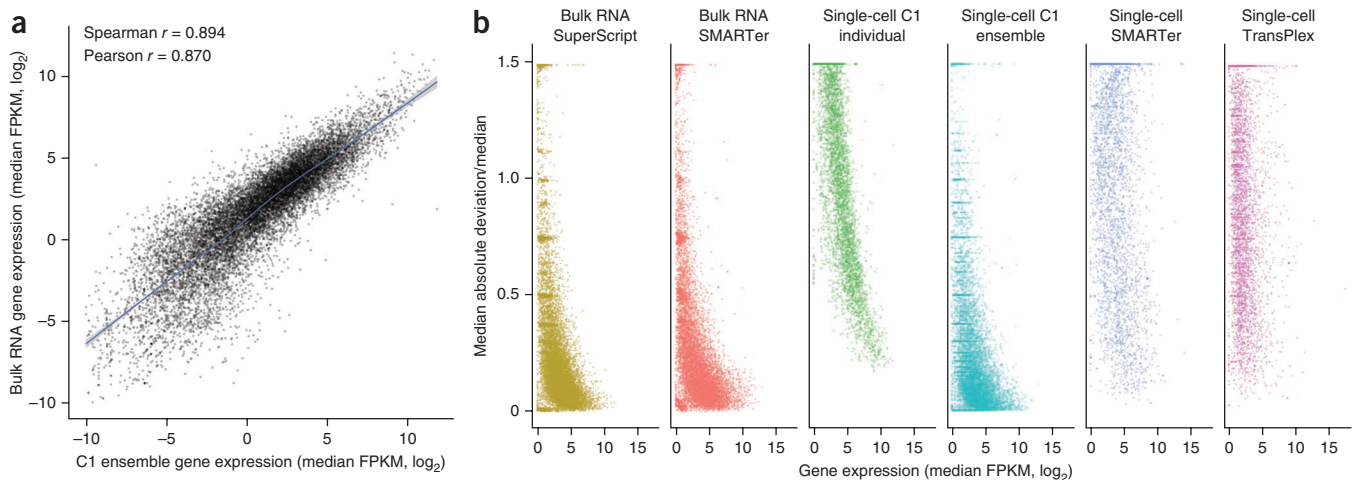 a
Spearman r = 0.894
Pearson r = 0.870
Bulk RNA gene expression (median FPKM, log2)
10
5
0
−5
−10
−10 −5 0 5 10
C1 ensemble gene expression (median FPKM, log2)
b
Bulk RNA SuperScript
Bulk RNA SMARTer
Single-cell C1 individual
Single-cell C1 ensemble
Single-cell SMARTer
Single-cell TransPlex
Median absolute deviation/median
1.5
1.0
0.5
0
0 5 10 15
0 5 10 15
0 5 10 15
0 5 10 15
0 5 10 15
0 5 10 15
Gene expression (median FPKM, log2)